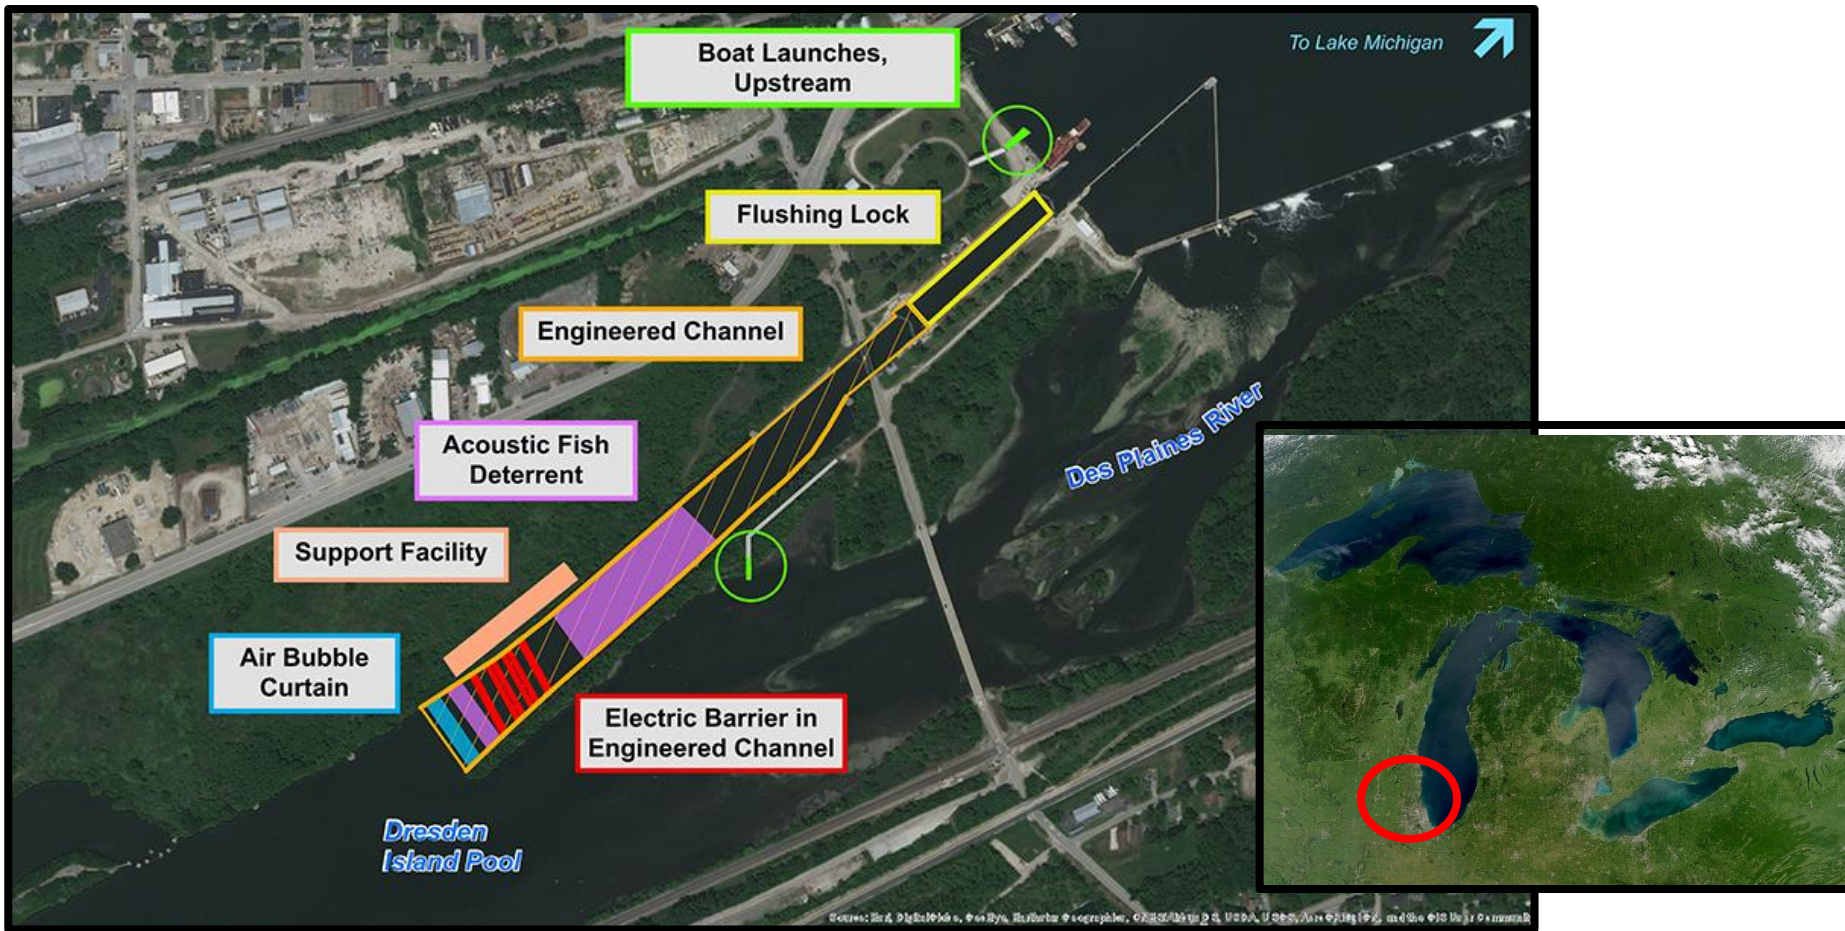 To Lake Michigan
Boat Launches,
Upstream
Flushing Lock
Engineered Channel
Acoustic Fish
Deterrent
Des Plaines River
Support Facility
Air Bubble
Curtain
Electric Barrier in
Engineered Channel
Dresden
Island Pool